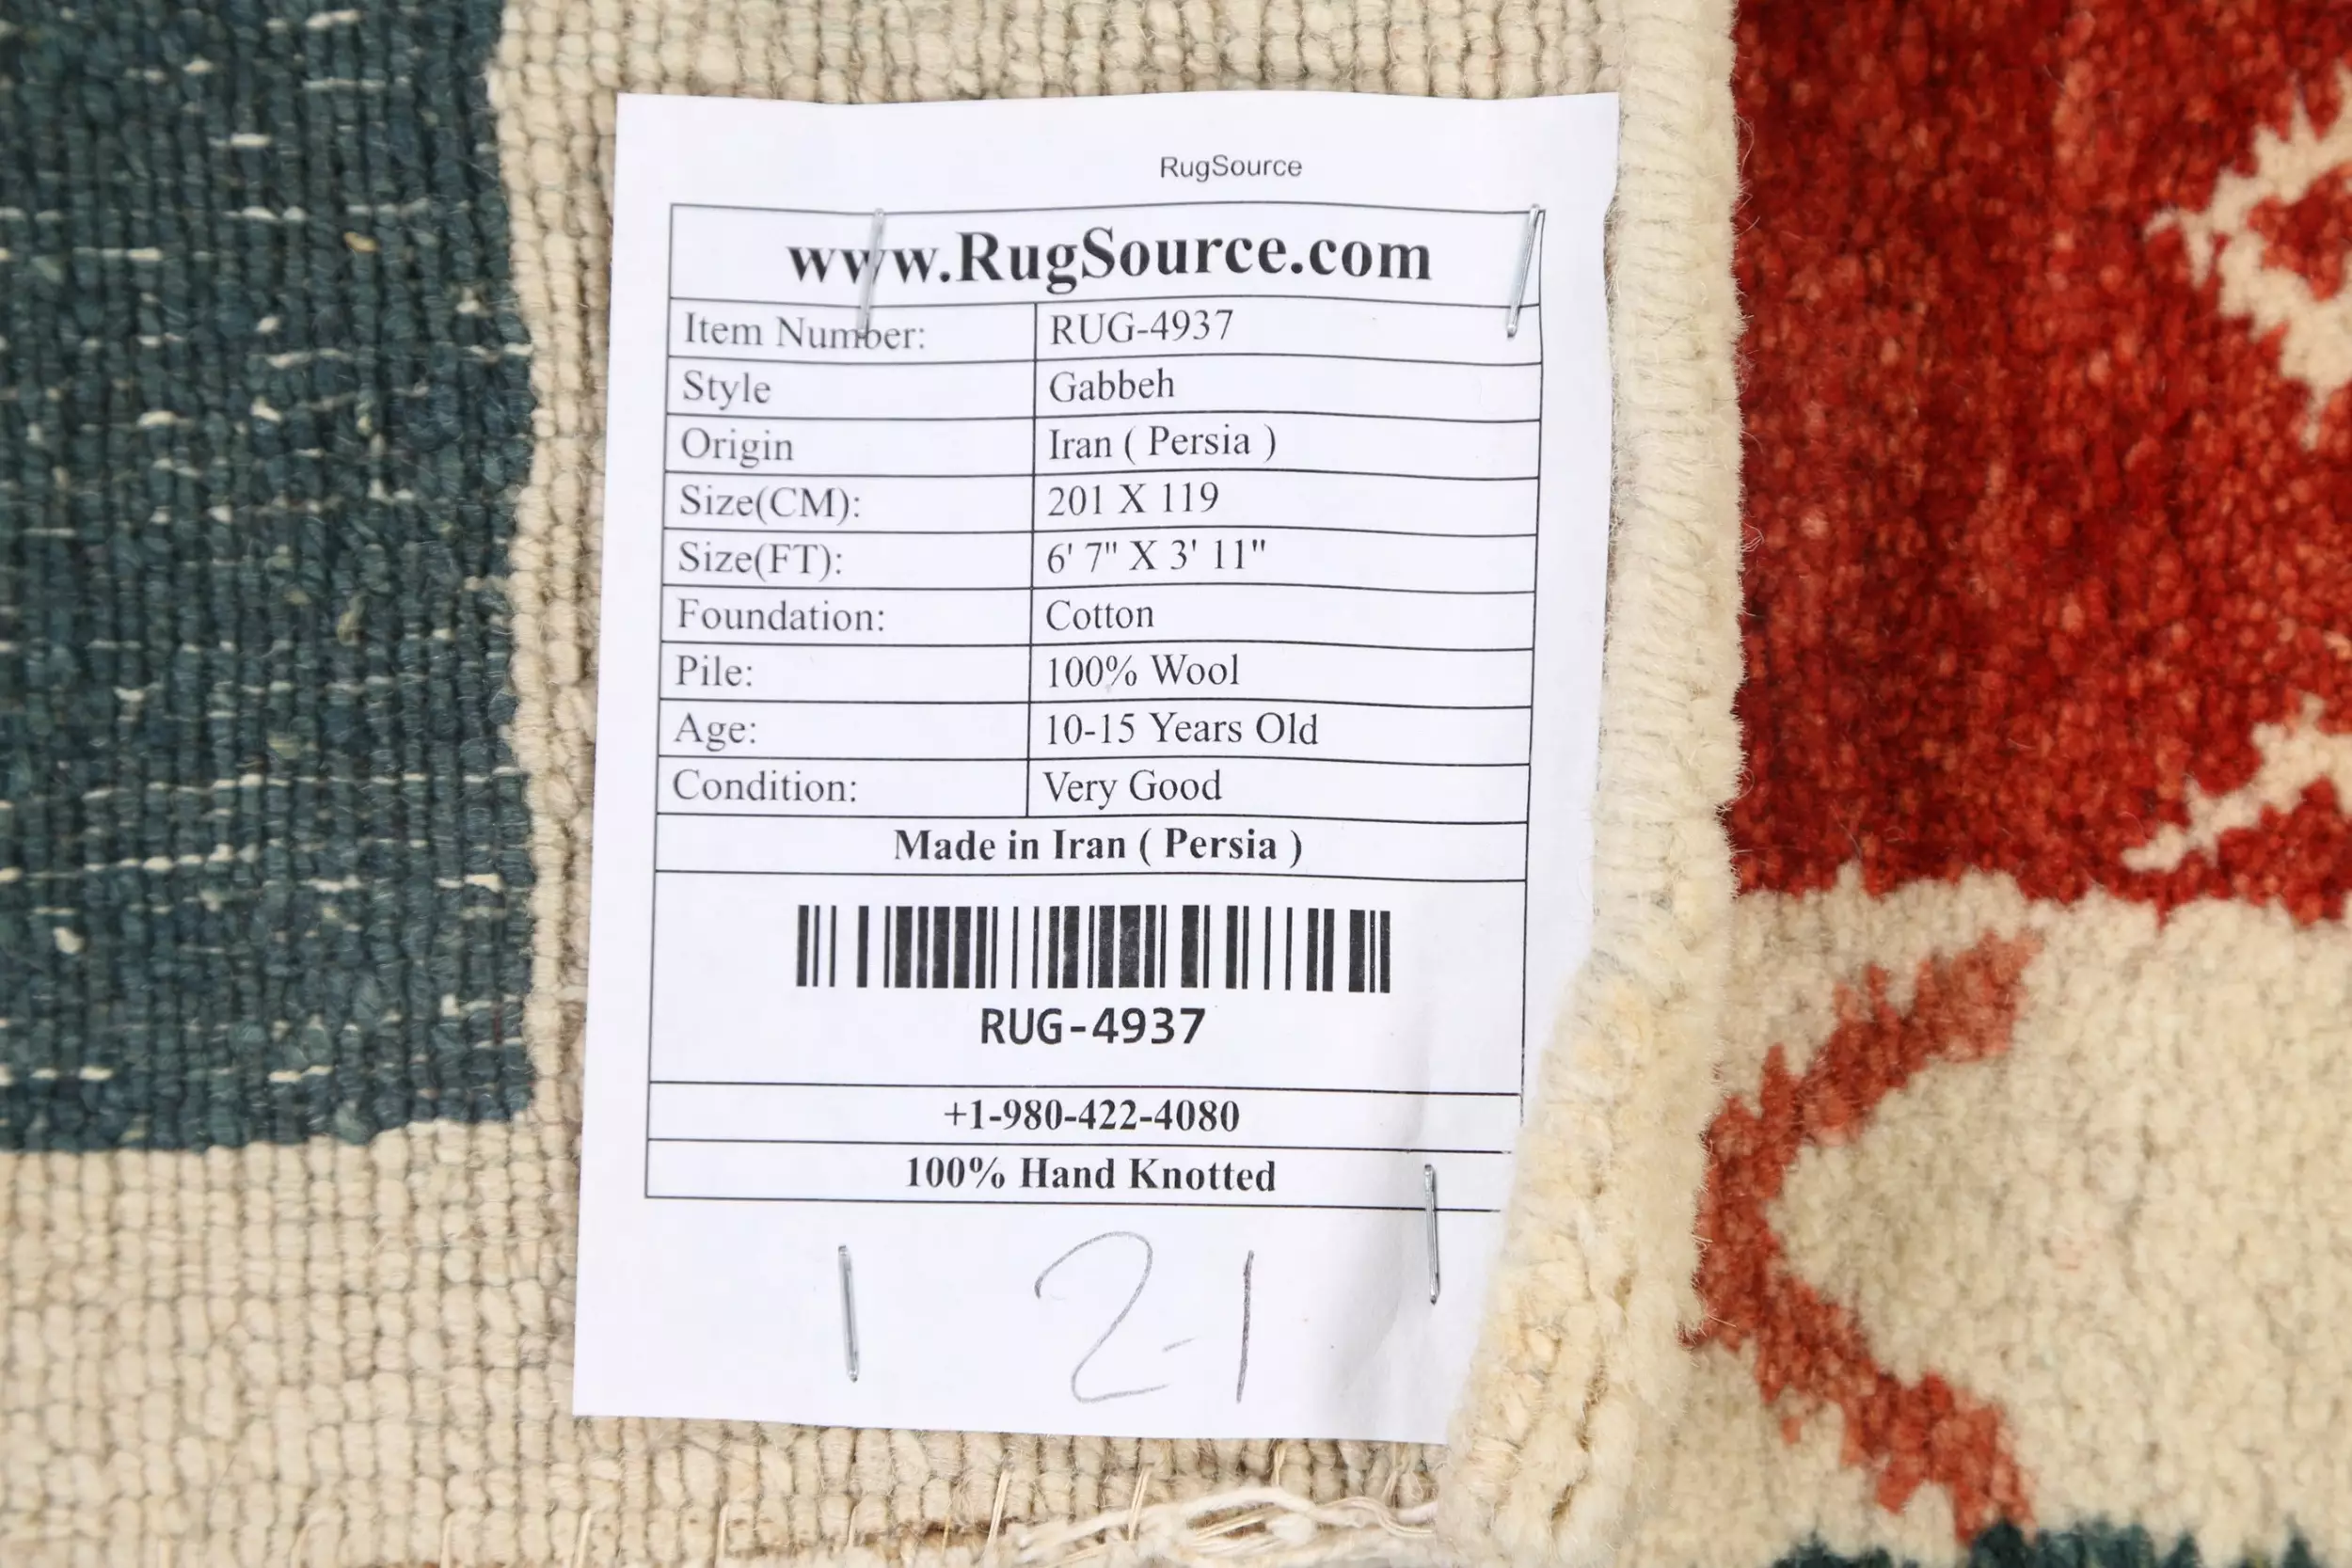 RugSource
www.RugSource.com
Item Number: RUG-4937
Style Gabbeh
Origin Iran ( Persia )
Size(CM): 201 X 119
Size(FT): 6' 7" X 3' 11"
Foundation: Cotton
Pile: 100% Wool
Age: 10-15 Years Old
Condition: Very Good
Made in Iran ( Persia )
RUG-4937
+1-980-422-4080
100% Hand Knotted
2-1